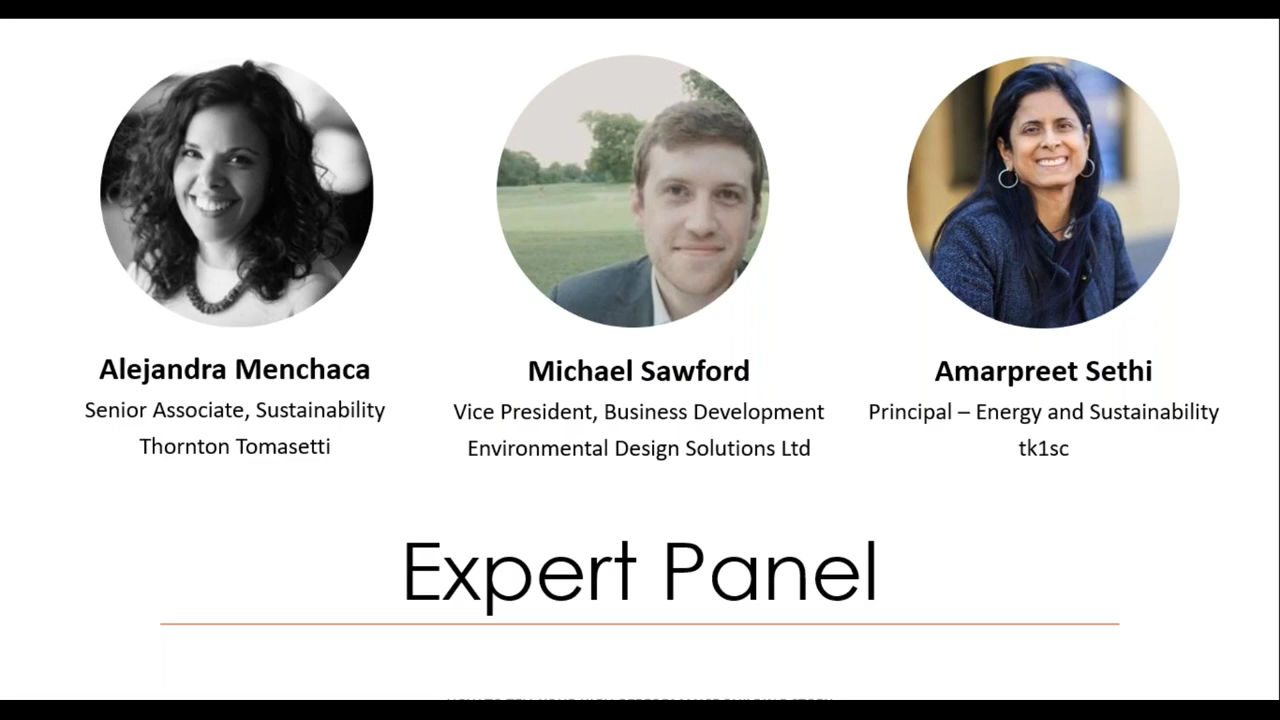 Alejandra Menchaca
Senior Associate, Sustainability
Thornton Tomasetti
Michael Sawford
Vice President, Business Development
Environmental Design Solutions Ltd
Amarpreet Sethi
Principal – Energy and Sustainability
tk1sc
Expert Panel